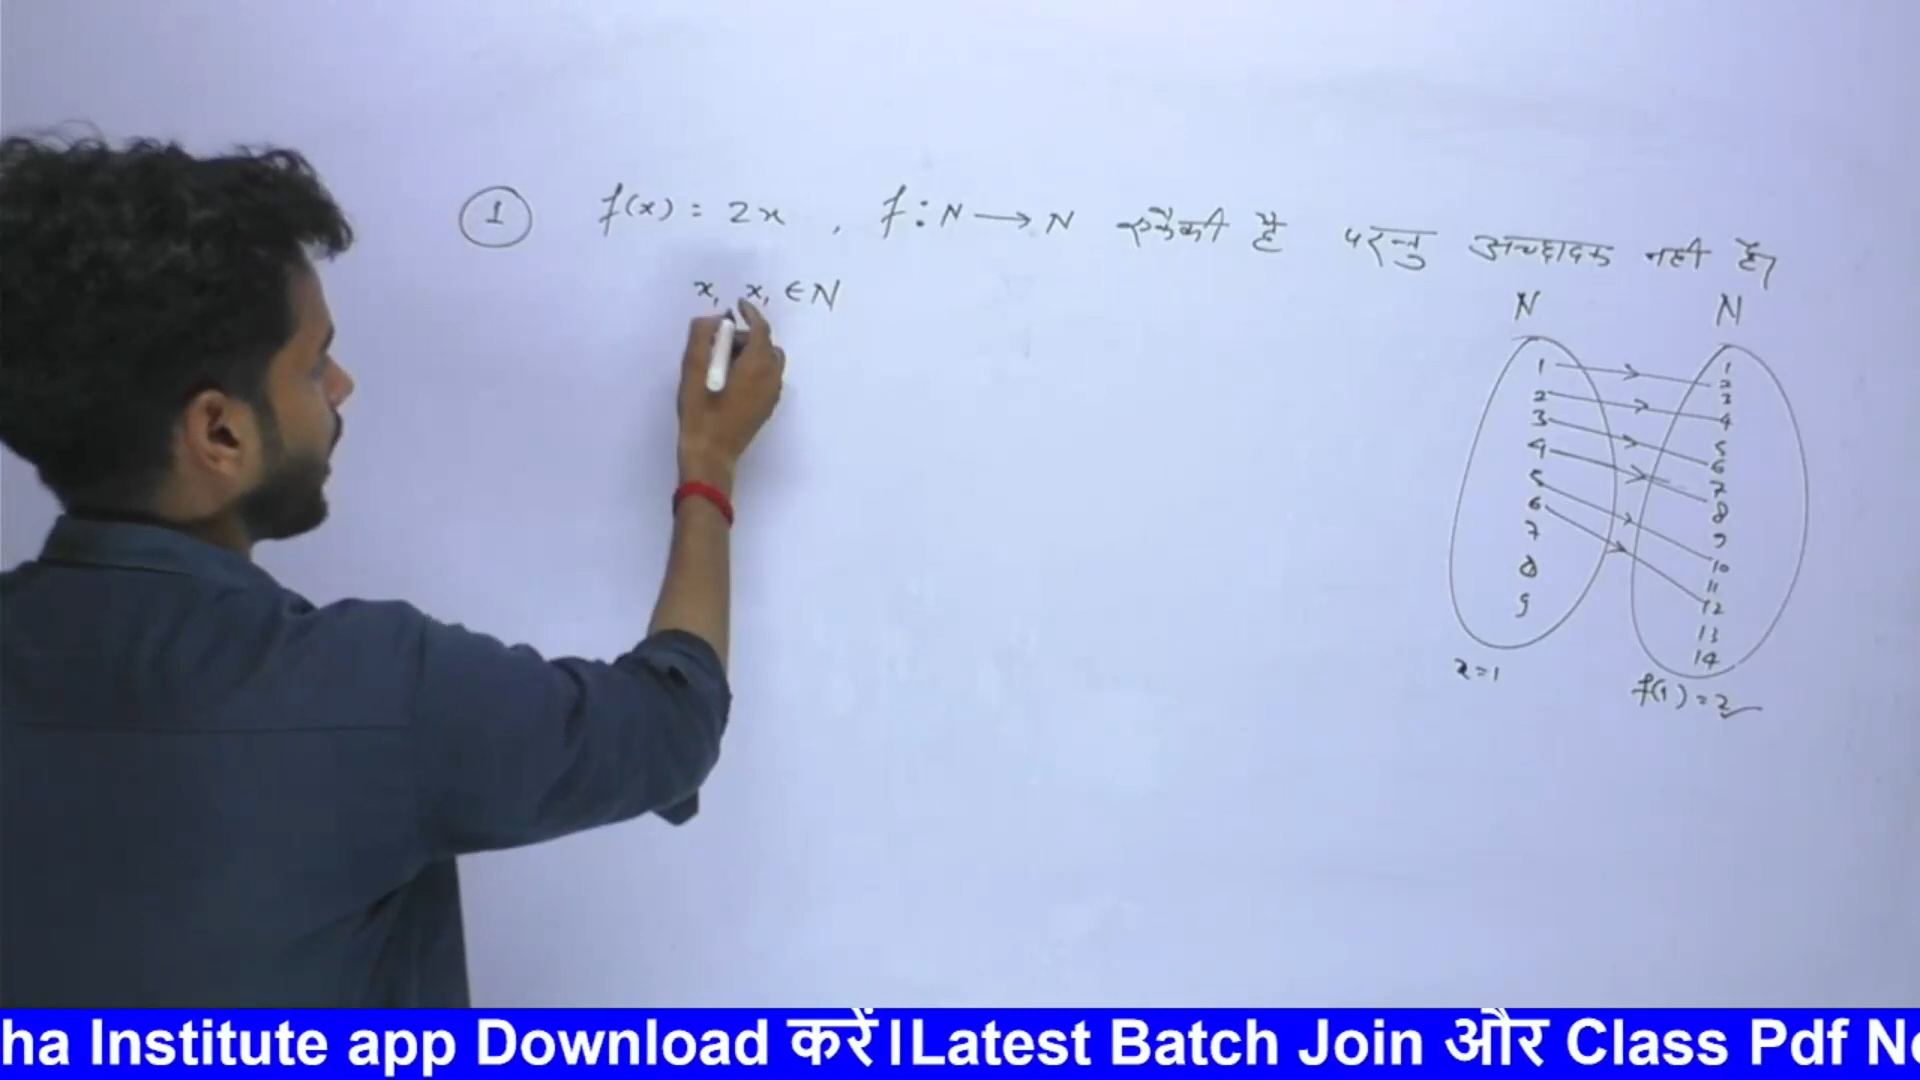 1 f(x) = 2x , f : N → N एकैकी है परन्तु आच्छादक नहीं है।
x, x, ∈ N
N N
1 1
2 2
3 3
4 4
5 5
6 6
7 7
8 8
9 9
10
11
12
13
14
x = 1 f(1) = 2
ha Institute app Download करें।Latest Batch Join और Class Pdf No